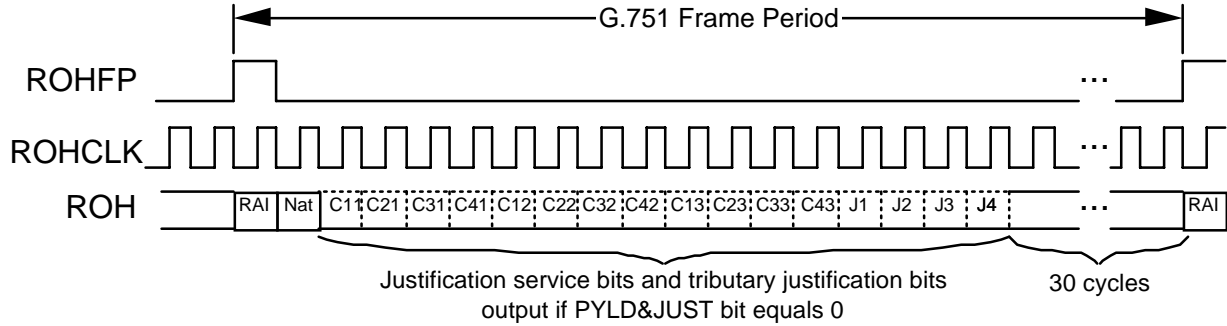 G.751 Frame Period
ROHFP ...
ROHCLK ...
ROH RAI Nat C11 C21 C31 C41 C12 C22 C32 C42 C13 C23 C33 C43 J1 J2 J3 J4 ... RAI
Justification service bits and tributary justification bits 30 cycles
output if PYLD&JUST bit equals 0